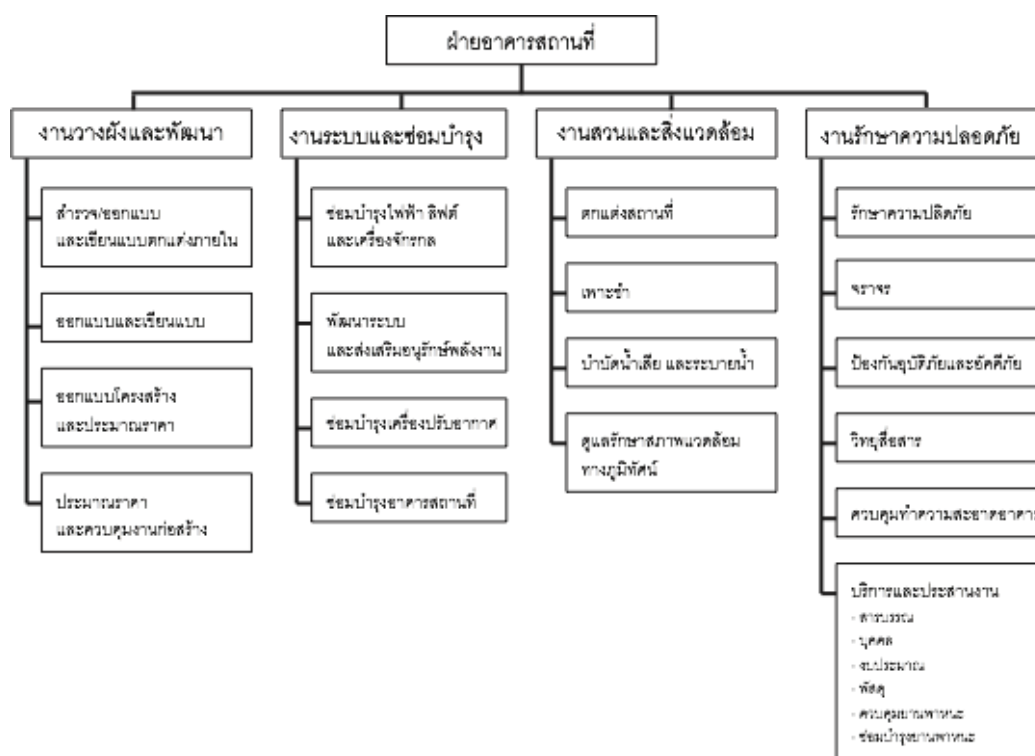 ฝ่ายอาคารสถานที่
งานวางผังและพัฒนา
สำรวจ/ออกแบบ
และเขียนแบบตกแต่งภายใน
ออกแบบและเขียนแบบ
ออกแบบโครงสร้าง
และประมาณราคา
ประมาณราคา
และควบคุมงานก่อสร้าง
งานระบบและซ่อมบำรุง
ซ่อมบำรุงไฟฟ้า ลิฟต์
และเครื่องจักรกล
พัฒนาระบบ
และส่งเสริมอนุรักษ์พลังงาน
ซ่อมบำรุงเครื่องปรับอากาศ
ซ่อมบำรุงอาคารสถานที่
งานสวนและสิ่งแวดล้อม
ตกแต่งสถานที่
เพาะชำ
บำบัดน้ำเสีย และระบายน้ำ
ดูแลรักษาสภาพแวดล้อม
ทางภูมิทัศน์
งานรักษาความปลอดภัย
รักษาความปลิดภัย
จราจร
ป้องกันอุบัติภัยและอัคคีภัย
วิทยุสื่อสาร
ควบคุมทำความสะอาดอาคาร
บริการและประสานงาน
- สารบรรณ
- บุคคล
- งบประมาณ
- พัสดุ
- ควบคุมยานพาหนะ
- ซ่อมบำรุงยานพาหนะ